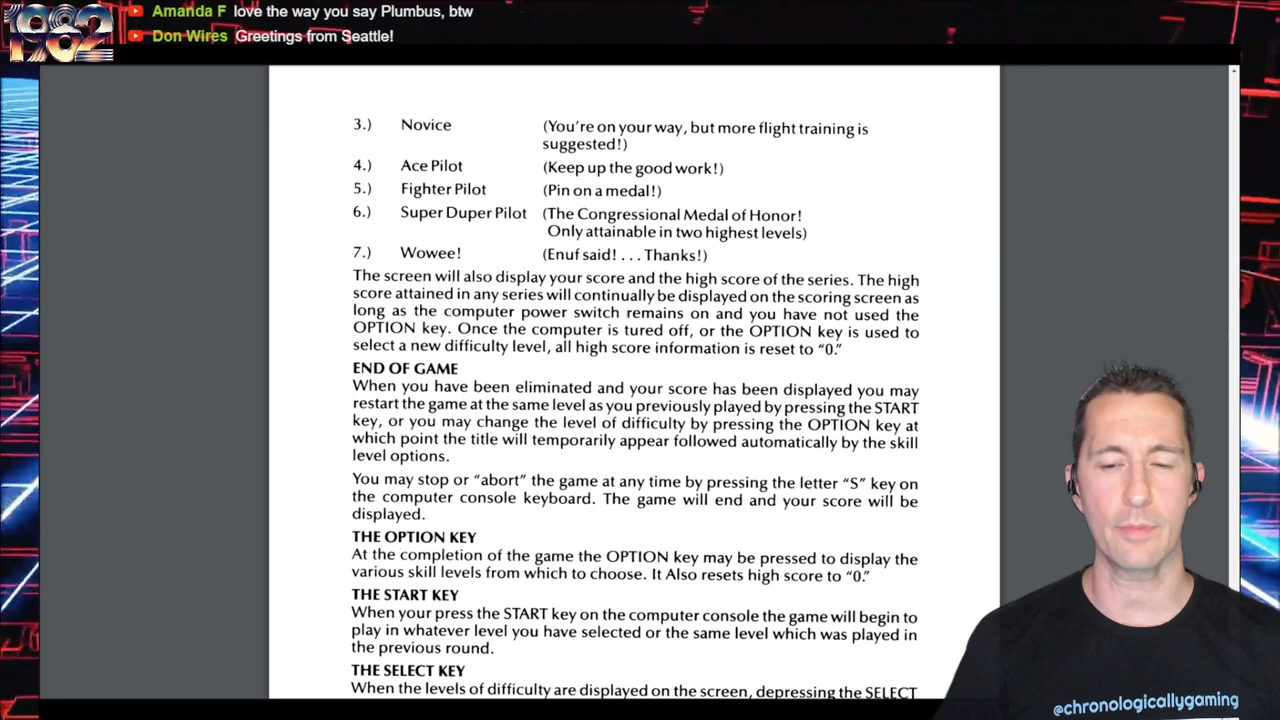 1982
Amanda F love the way you say Plumbus, btw
Don Wires Greetings from Seattle!
3.) Novice (You're on your way, but more flight training is
suggested!)
4.) Ace Pilot (Keep up the good work!)
5.) Fighter Pilot (Pin on a medal!)
6.) Super Duper Pilot (The Congressional Medal of Honor!
Only attainable in two highest levels)
7.) Wowee! (Enuf said! . . . Thanks!)
The screen will also display your score and the high score of the series. The high
score attained in any series will continually be displayed on the scoring screen as
long as the computer power switch remains on and you have not used the
OPTION key. Once the computer is tured off, or the OPTION key is used to
select a new difficulty level, all high score information is reset to “0.”
END OF GAME
When you have been eliminated and your score has been displayed you may
restart the game at the same level as you previously played by pressing the START
key, or you may change the level of difficulty by pressing the OPTION key at
which point the title will temporarily appear followed automatically by the skill
level options.
You may stop or “abort” the game at any time by pressing the letter “S” key on
the computer console keyboard. The game will end and your score will be
displayed.
THE OPTION KEY
At the completion of the game the OPTION key may be pressed to display the
various skill levels from which to choose. It Also resets high score to “0.”
THE START KEY
When your press the START key on the computer console the game will begin to
play in whatever level you have selected or the same level which was played in
the previous round.
THE SELECT KEY
When the levels of difficulty are displayed on the screen, depressing the SELECT
@chronologicallygaming